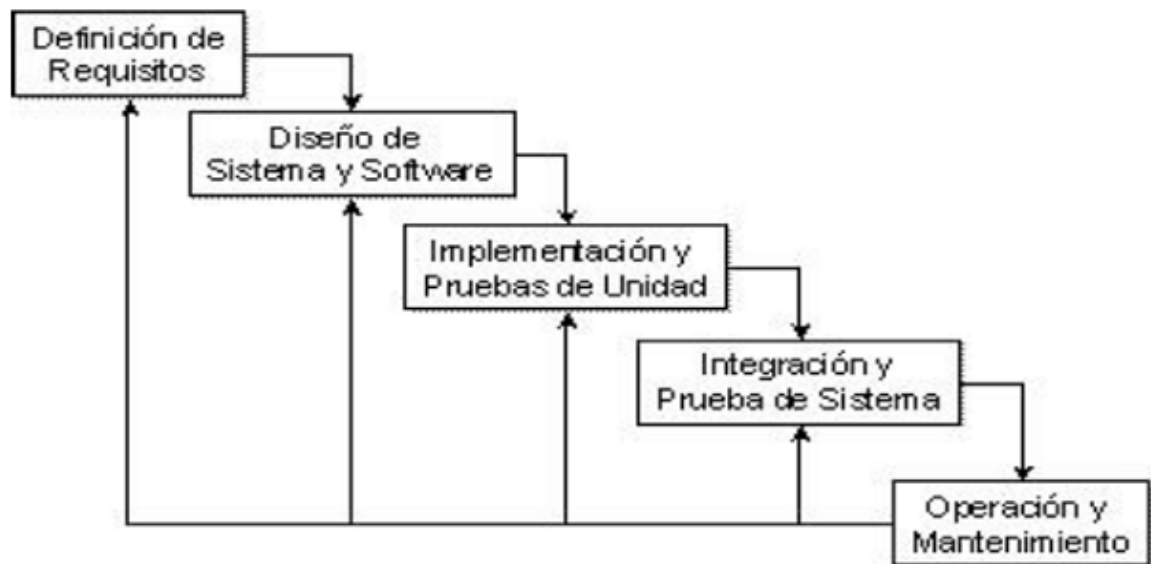 Definición de
Requisitos
Diseño de
Sistema y Software
Implementación y
Pruebas de Unidad
Integración y
Prueba de Sistema
Operación y
Mantenimiento